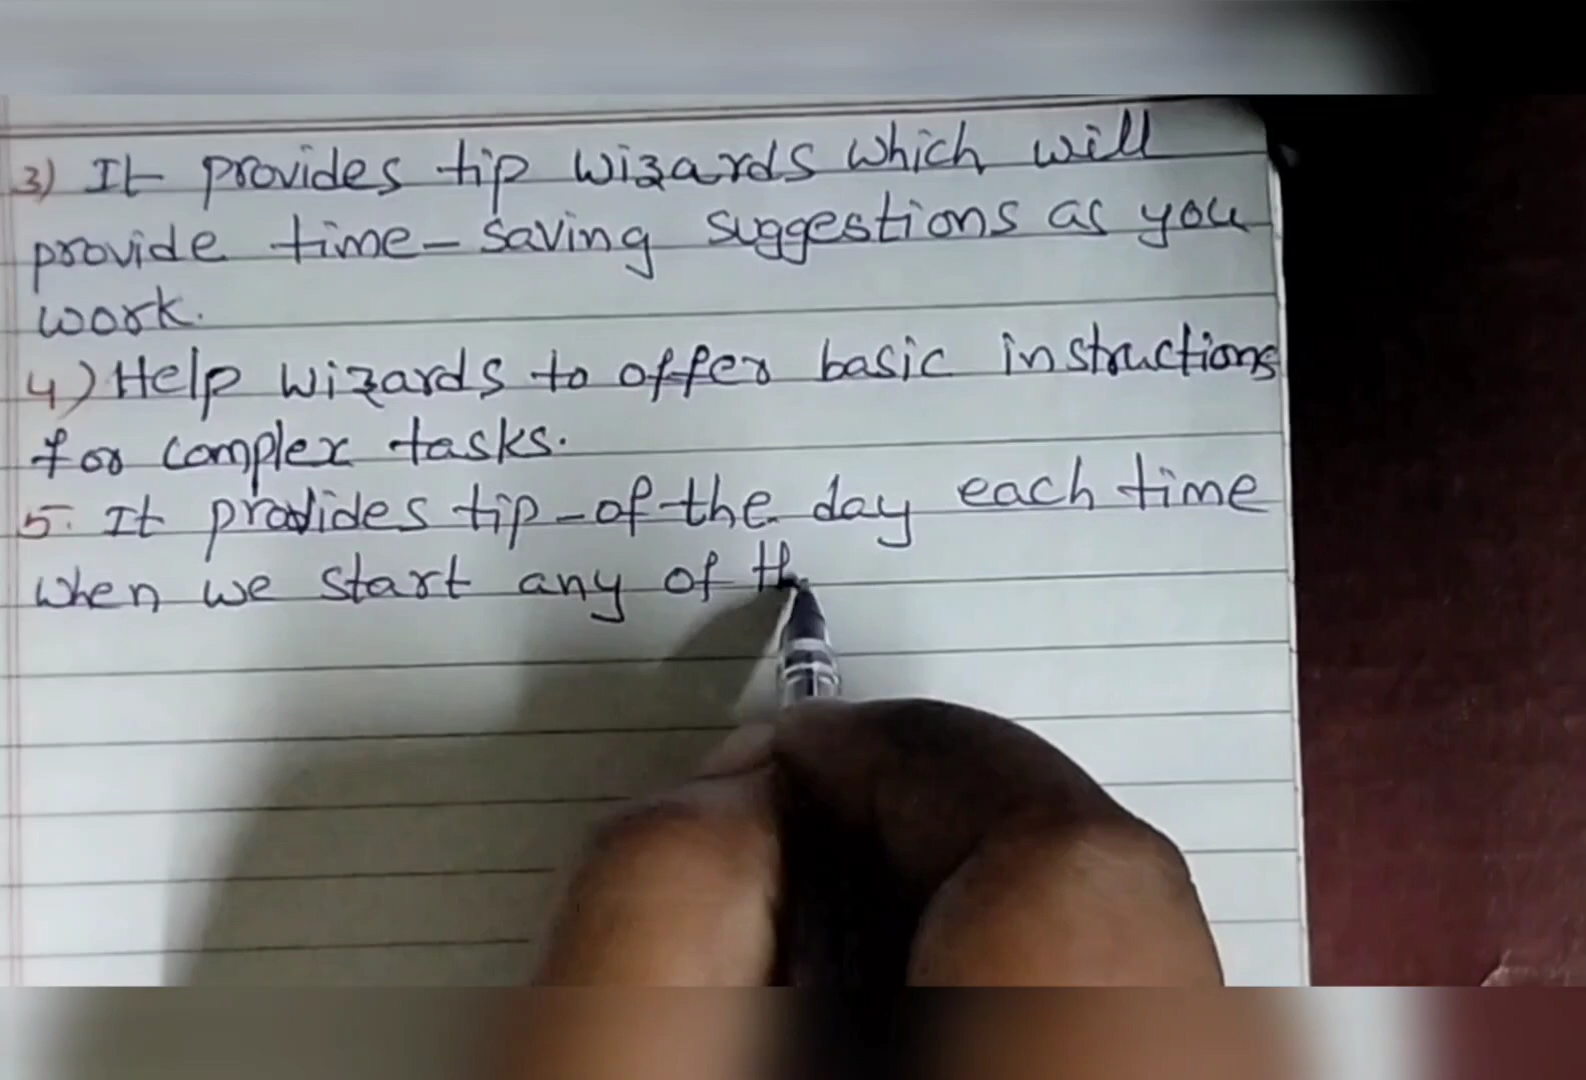 3) It provides tip wizards which will
provide time-saving suggestions as you
work.
4) Help wizards to offer basic instructions
for complex tasks.
5. It provides tip-of-the day each time
when we start any of th